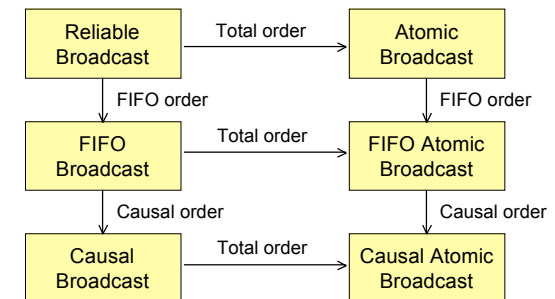 Reliable
Broadcast
Total order
Atomic
Broadcast
FIFO order
FIFO order
FIFO
Broadcast
Total order
FIFO Atomic
Broadcast
Causal order
Causal order
Causal
Broadcast
Total order
Causal Atomic
Broadcast